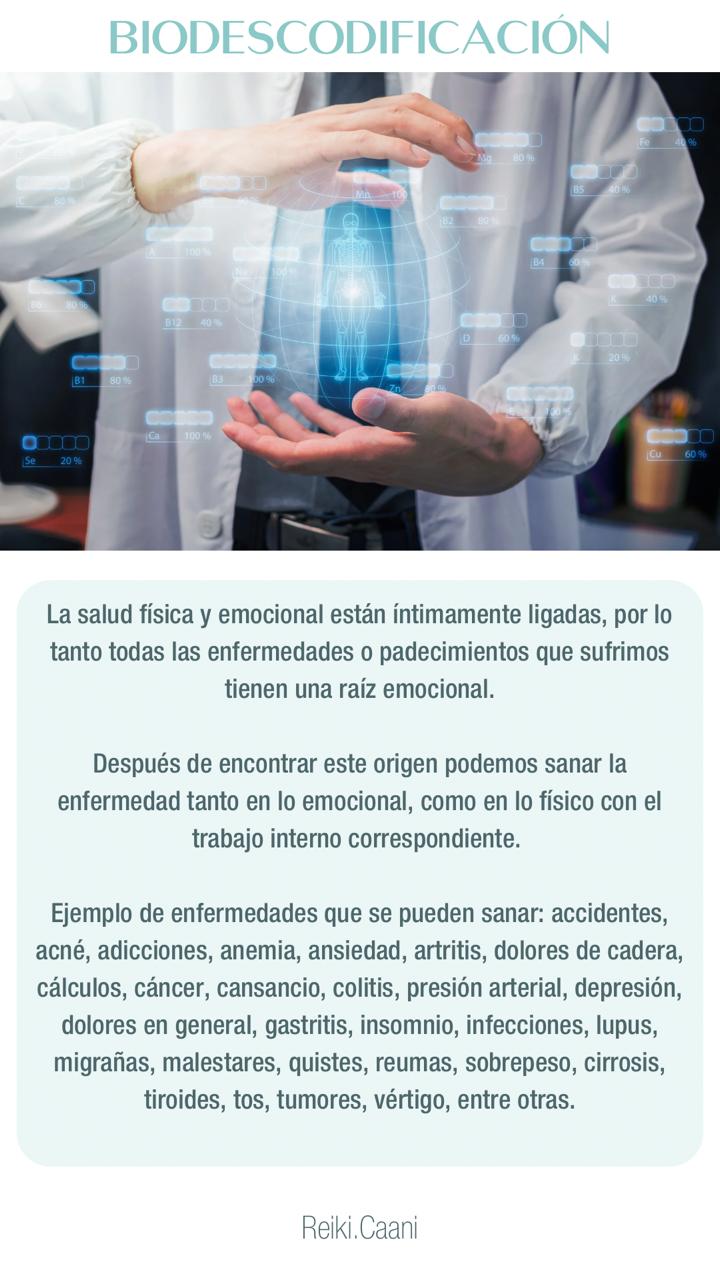 BIODESCODIFICACIÓN
Fe 40 %
Mg 80 %
B5 40 %
C 80 %
Mn 100
B2 80 %
A 100 %
B4 60 %
Na 100 %
K 40 %
B6 80 %
B12 40 %
D 60 %
20 %
B1 80 %
B3 100 %
Zn 80 %
100 %
Ca 100 %
Se 20 %
Cu 60 %
La salud física y emocional están íntimamente ligadas, por lo
tanto todas las enfermedades o padecimientos que sufrimos
tienen una raíz emocional.
Después de encontrar este origen podemos sanar la
enfermedad tanto en lo emocional, como en lo físico con el
trabajo interno correspondiente.
Ejemplo de enfermedades que se pueden sanar: accidentes,
acné, adicciones, anemia, ansiedad, artritis, dolores de cadera,
cálculos, cáncer, cansancio, colitis, presión arterial, depresión,
dolores en general, gastritis, insomnio, infecciones, lupus,
migrañas, malestares, quistes, reumas, sobrepeso, cirrosis,
tiroides, tos, tumores, vértigo, entre otras.
Reiki.Caani